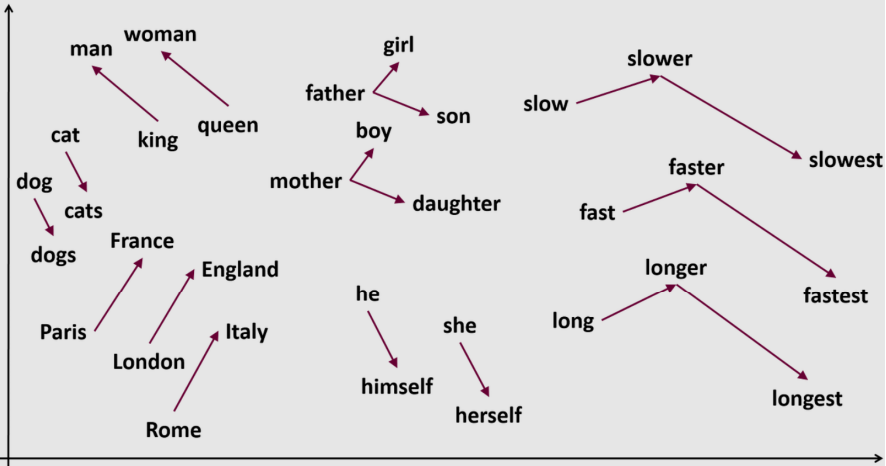 man
woman
king
queen
cat
cats
dog
dogs
France
Paris
England
London
Italy
Rome
father
girl
son
mother
boy
daughter
he
himself
she
herself
slow
slower
slowest
fast
faster
fastest
long
longer
longest